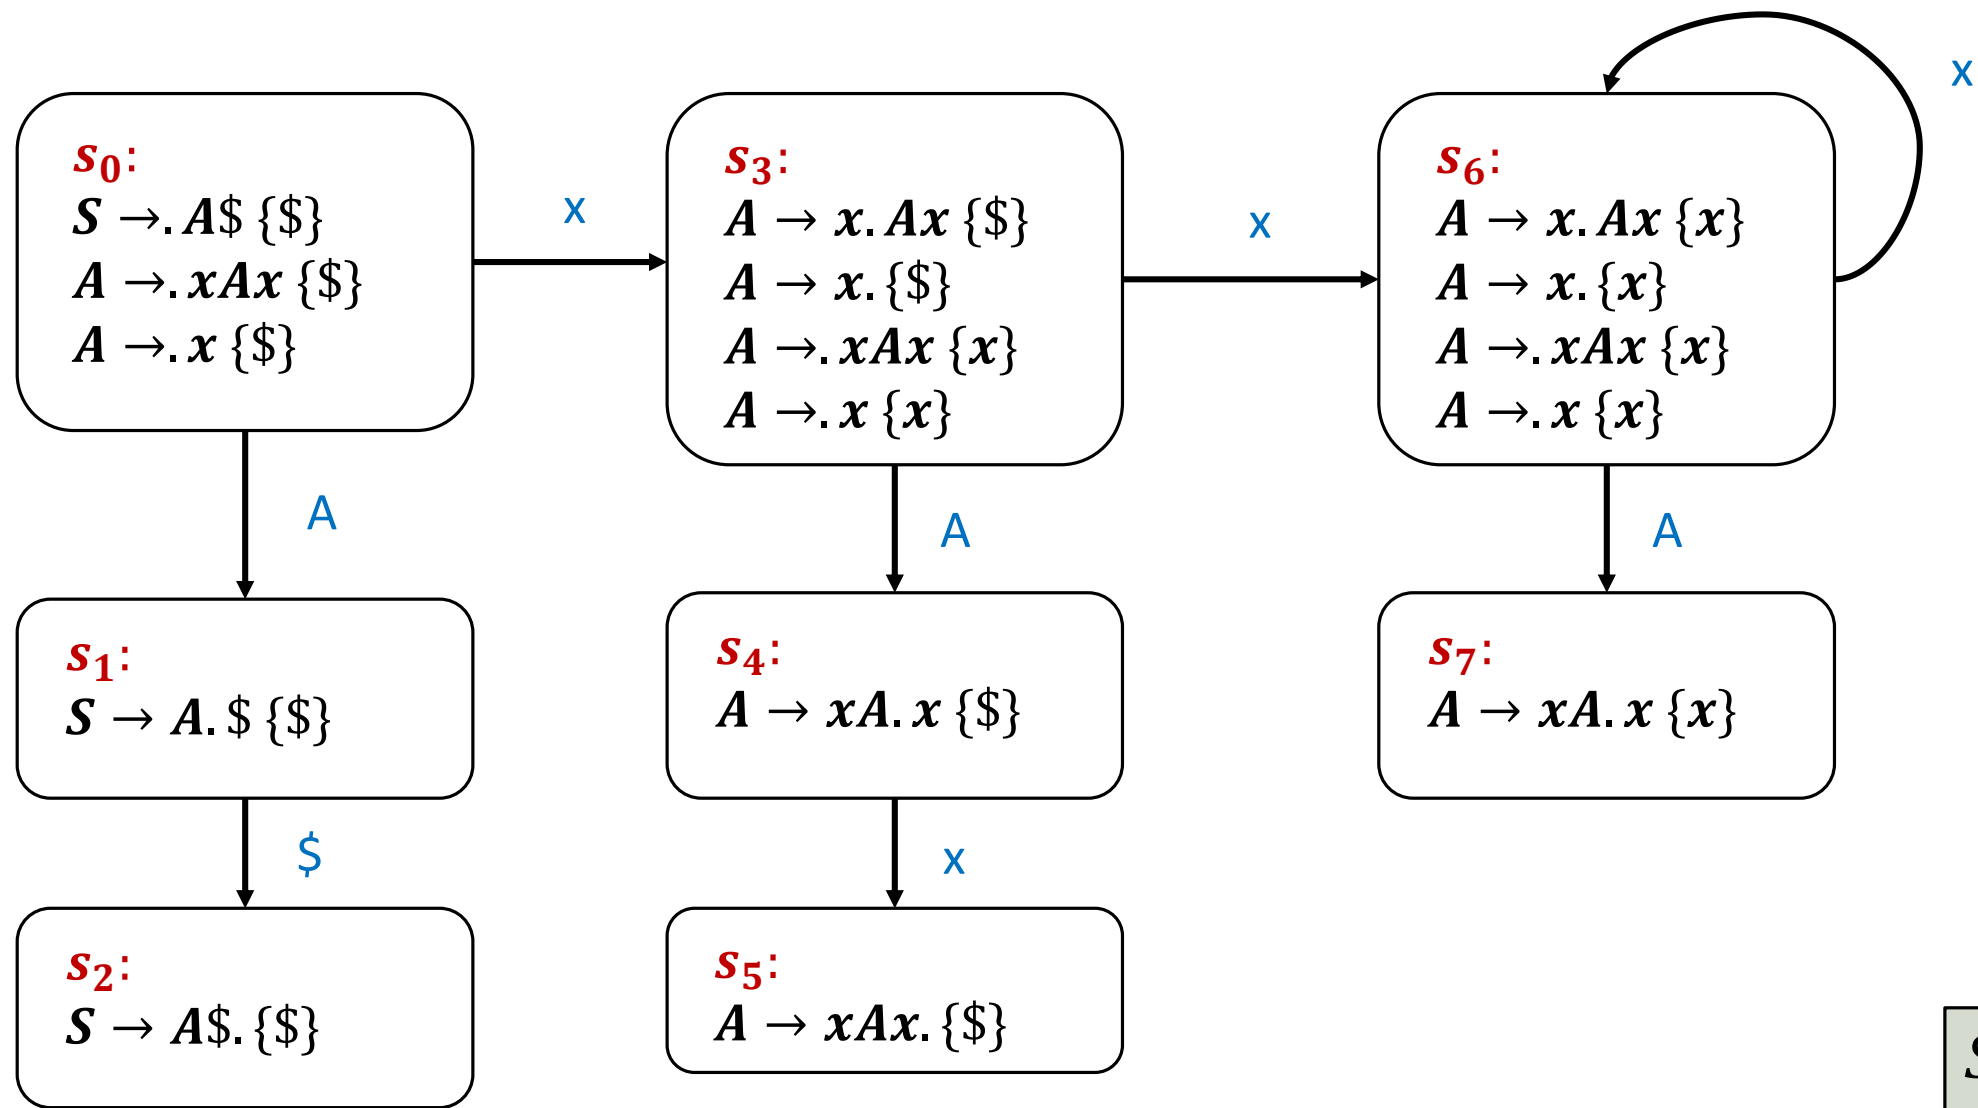 s₀:
S →. A$ {$}
A →. xAx {$}
A →. x {$}
x
s₃:
A → x. Ax {$}
A → x. {$}
A →. xAx {x}
A →. x {x}
x
s₆:
A → x. Ax {x}
A → x. {x}
A →. xAx {x}
A →. x {x}
x
A
A
A
s₁:
S → A. $ {$}
s₄:
A → xA. x {$}
s₇:
A → xA. x {x}
$
x
s₂:
S → A$. {$}
s₅:
A → xAx. {$}